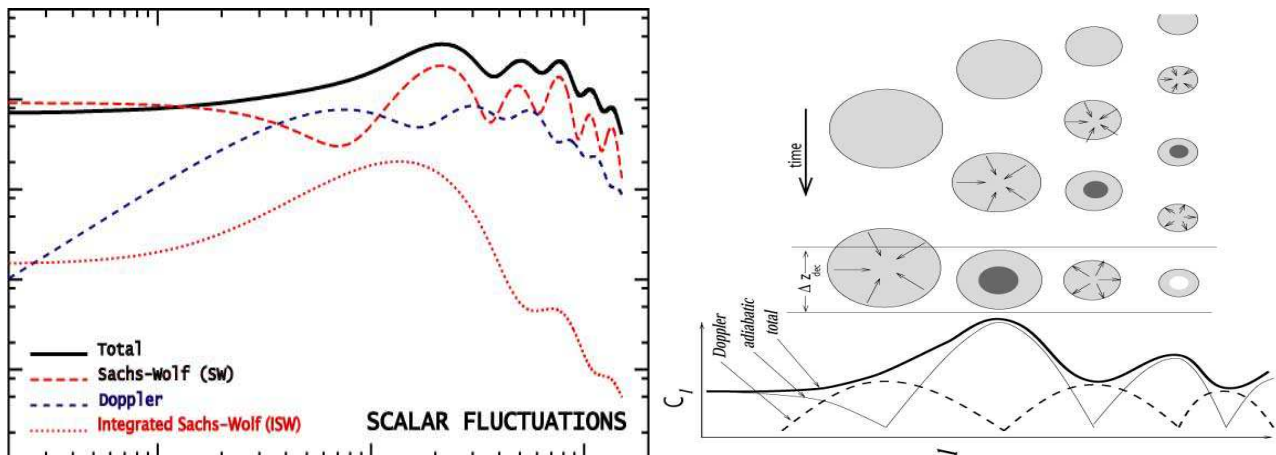 Total
Sachs-Wolf (SW)
Doppler
Integrated Sachs-Wolf (ISW)
SCALAR FLUCTUATIONS
time
Δ z dec
Doppler
adiabatic
total
C l
l